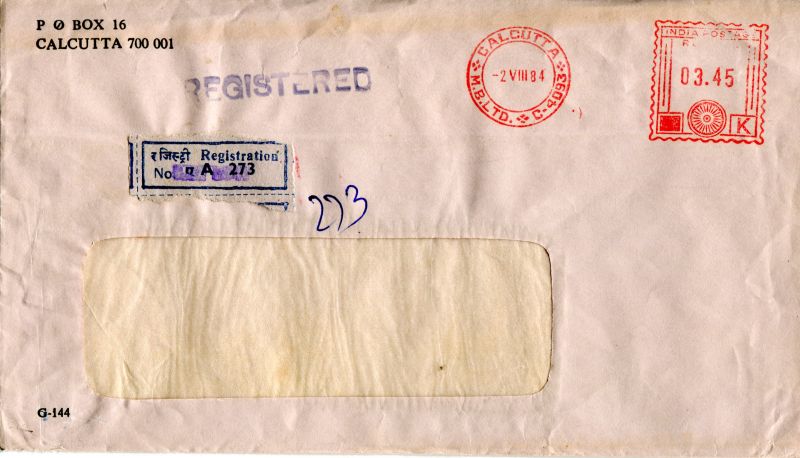 P O BOX 16
CALCUTTA 700 001
REGISTERED
CALCUTTA
-2 VIII 84
M.B.LTD. C-4093
INDIA POSTAGE
03.45
K
रजिस्ट्री Registration
No. ए A 273
273
G-144